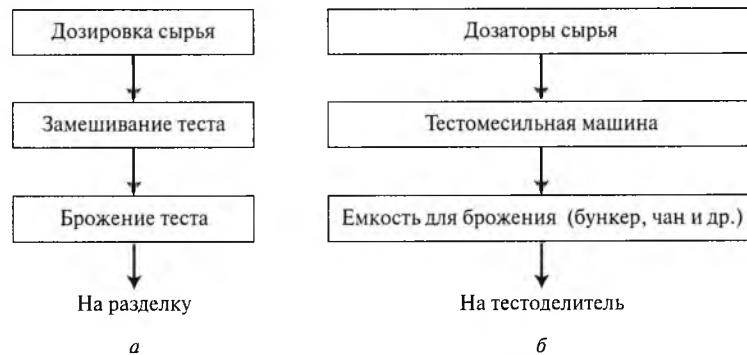 Дозировка сырья
Замешивание теста
Брожение теста
На разделку
а
Дозаторы сырья
Тестомесильная машина
Емкость для брожения (бункер, чан и др.)
На тестоделитель
б